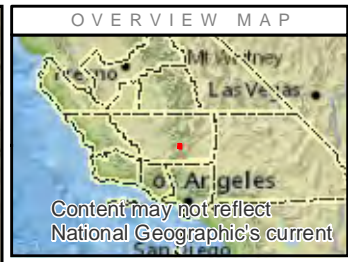 OVERVIEW MAP
Mt Whitney
Las Vegas
Angeles
Content may not reflect
National Geographic's current
San Diego